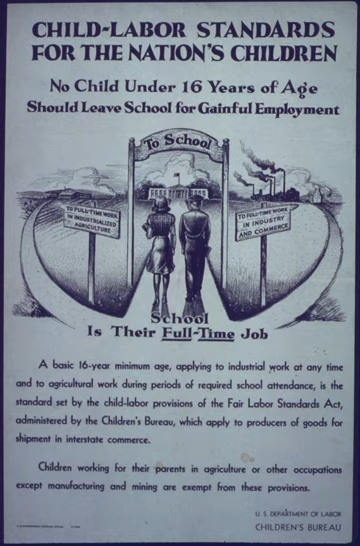 CHILD-LABOR STANDARDS
FOR THE NATION'S CHILDREN
No Child Under 16 Years of Age
Should Leave School for Gainful Employment
To School
TO FULL-TIME WORK
IN INDUSTRIALIZED
AGRICULTURE
TO FULL-TIME WORK
IN INDUSTRY
AND COMMERCE
School
Is Their Full-Time Job
A basic 16-year minimum age, applying to industrial work at any time
and to agricultural work during periods of required school attendance, is the
standard set by the child-labor provisions of the Fair Labor Standards Act,
administered by the Children's Bureau, which apply to producers of goods for
shipment in interstate commerce.
Children working for their parents in agriculture or other occupations
except manufacturing and mining are exempt from these provisions.
U. S. DEPARTMENT OF LABOR
CHILDREN'S BUREAU